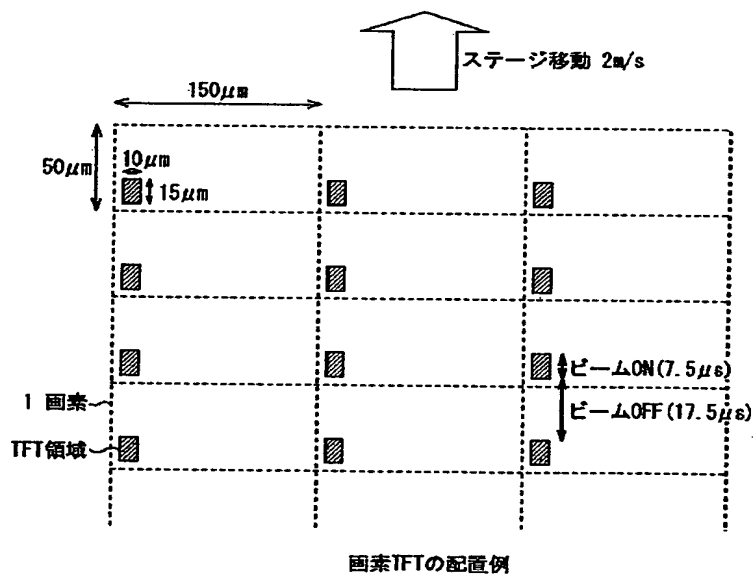 ステージ移動 2m/s
150μm
50μm
10μm
15μm
ビームON(7.5μs)
1 画素
ビームOFF(17.5μs)
TFT領域
画素TFTの配置例